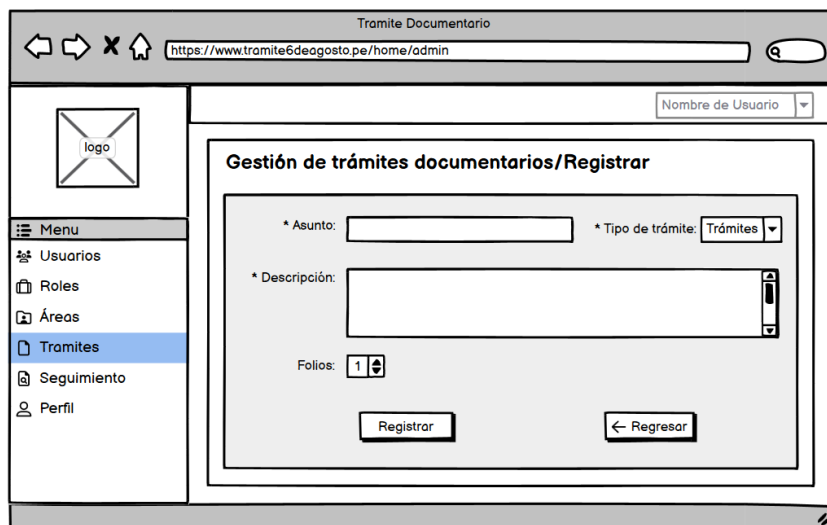 Tramite Documentario
https://www.tramite6deagosto.pe/home/admin
Nombre de Usuario
logo
Menu
Usuarios
Roles
Áreas
Tramites
Seguimiento
Perfil
Gestión de trámites documentarios/Registrar
* Asunto:
* Tipo de trámite: Trámites
* Descripción:
Folios: 1
Registrar
← Regresar